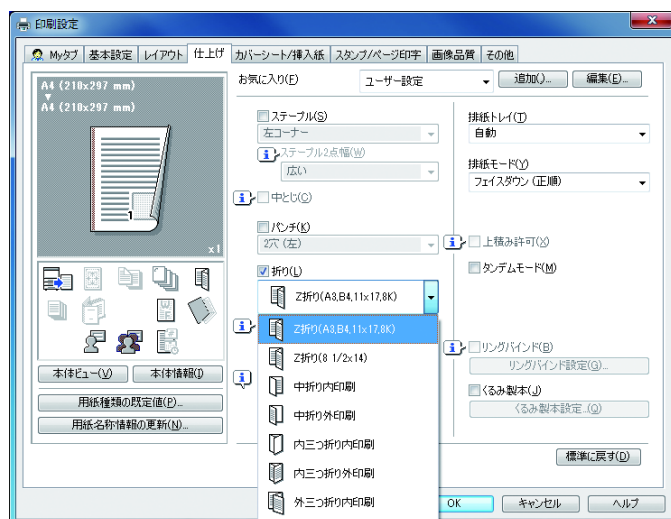 印刷設定
Myタブ 基本設定 レイアウト 仕上げ カバーシート/挿入紙 スタンプ/ページ印字 画像品質 その他
A4 (210x297 mm)
A4 (210x297 mm)
1
x1
本体ビュー(V) 本体情報(I)
用紙種類の既定値(P)...
用紙名称情報の更新(N)...
お気に入り(F) ユーザー設定 追加()... 編集(E)...
ステープル(S)
左コーナー
ステープル2点幅(W)
広い
中とじ(C)
パンチ(K)
2穴 (左)
折り(L)
Z折り(A3,B4,11x17,8K)
Z折り(A3,B4,11x17,8K)
Z折り(8 1/2x14)
中折り内印刷
中折り外印刷
内三つ折り内印刷
内三つ折り外印刷
外三つ折り内印刷
排紙トレイ(T)
自動
排紙モード(Y)
フェイスダウン (正順)
上積み許可(X)
タンデムモード(M)
リングバインド(B)
リングバインド設定(G)...
くるみ製本(J)
くるみ製本設定...(Q)
標準に戻す(D)
OK キャンセル ヘルプ